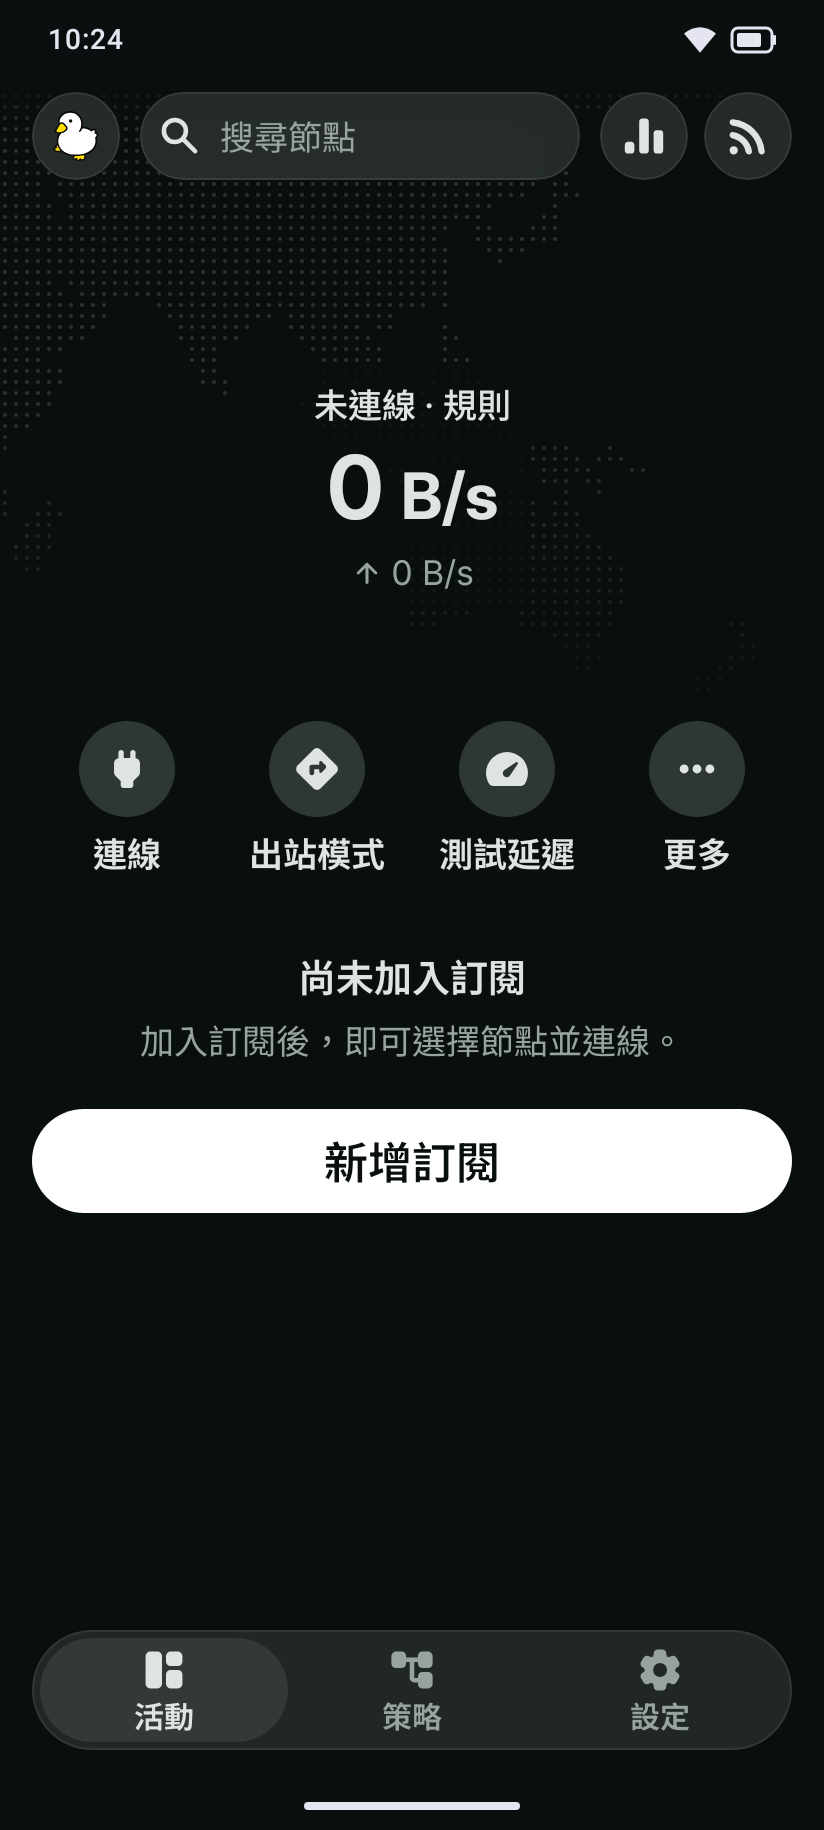 10:24
搜尋節點
未連線 · 規則
0 B/s
↑ 0 B/s
連線
出站模式
測試延遲
更多
尚未加入訂閱
加入訂閱後，即可選擇節點並連線。
新增訂閱
活動
策略
設定